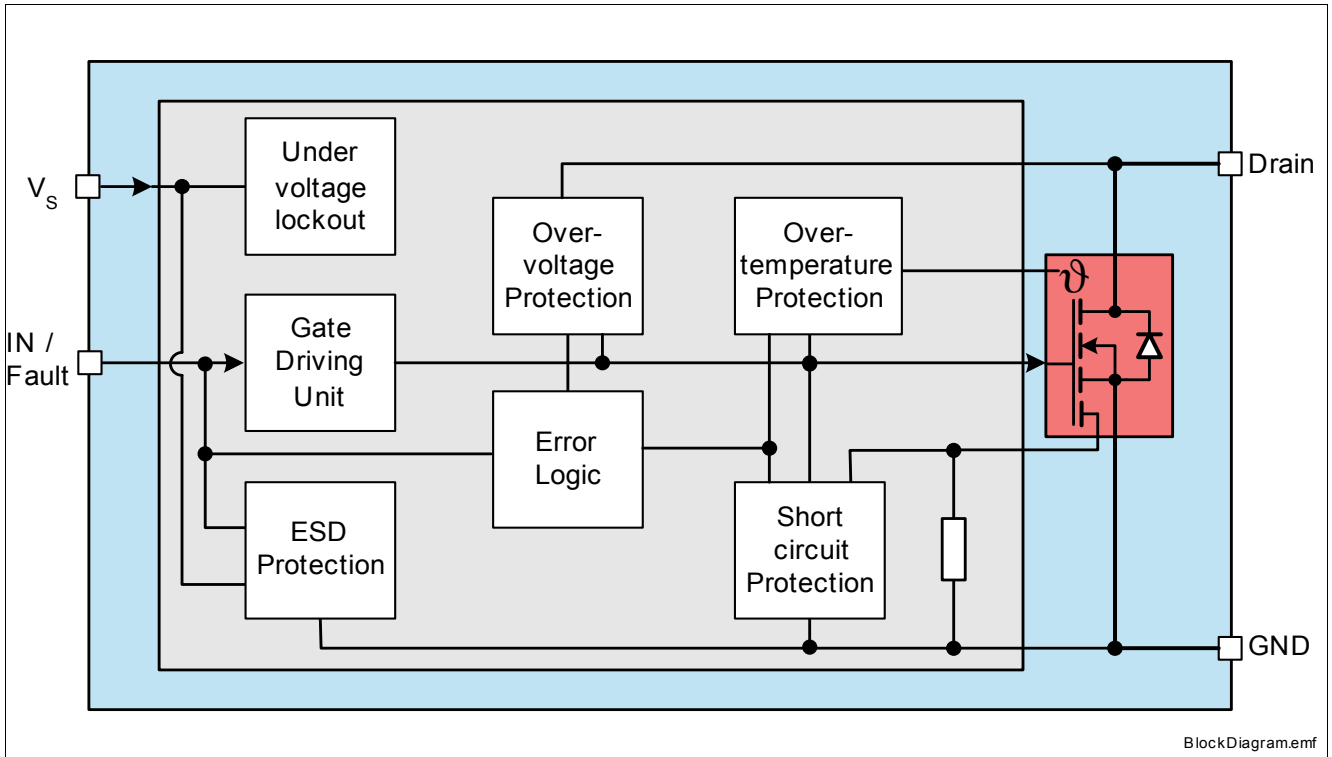 Under
voltage
lockout
V_S
Over-
voltage
Protection
Over-
temperature
Protection
Drain
ϑ
IN /
Fault
Gate
Driving
Unit
Error
Logic
ESD
Protection
Short
circuit
Protection
GND
BlockDiagram.emf